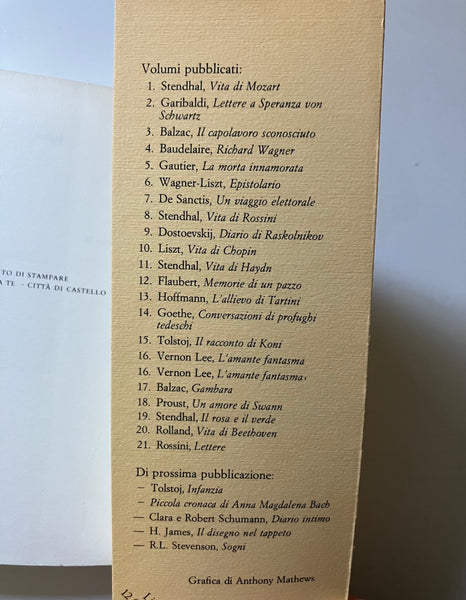 Volumi pubblicati:
1. Stendhal, Vita di Mozart
2. Garibaldi, Lettere a Speranza von
Schwartz
3. Balzac, Il capolavoro sconosciuto
4. Baudelaire, Richard Wagner
5. Gautier, La morta innamorata
6. Wagner-Liszt, Epistolario
7. De Sanctis, Un viaggio elettorale
8. Stendhal, Vita di Rossini
9. Dostoevskij, Diario di Raskolnikov
10. Liszt, Vita di Chopin
11. Stendhal, Vita di Haydn
12. Flaubert, Memorie di un pazzo
13. Hoffmann, L'allievo di Tartini
14. Goethe, Conversazioni di profughi
tedeschi
15. Tolstoj, Il racconto di Koni
16. Vernon Lee, L'amante fantasma
16. Vernon Lee, L'amante fantasma,
17. Balzac, Gambara
18. Proust, Un amore di Swann
19. Stendhal, Il rosa e il verde
20. Rolland, Vita di Beethoven
21. Rossini, Lettere
Di prossima pubblicazione:
— Tolstoj, Infanzia
— Piccola cronaca di Anna Magdalena Bach
— Clara e Robert Schumann, Diario intimo
— H. James, Il disegno nel tappeto
— R.L. Stevenson, Sogni
Grafica di Anthony Mathews
TO DI STAMPARE
TE · CITTÀ DI CASTELLO